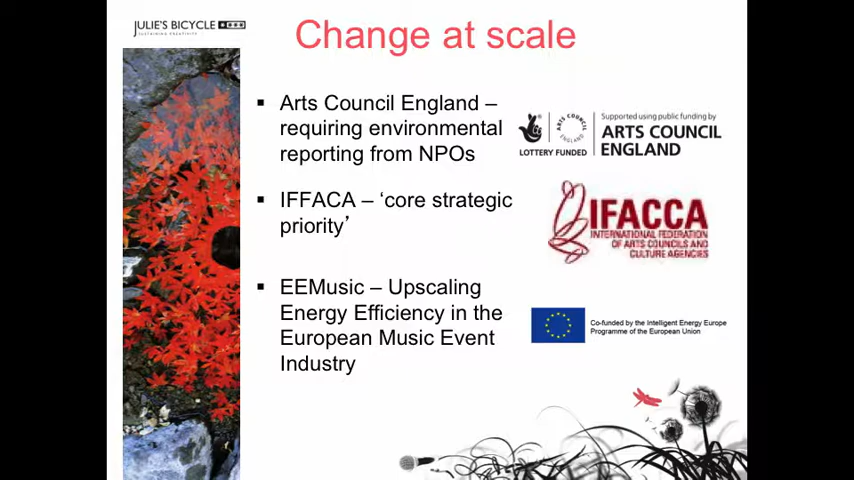 JULIE'S BICYCLE
SUSTAINING CREATIVITY
Change at scale
▪ Arts Council England –
requiring environmental
reporting from NPOs
▪ IFFACA – ‘core strategic
priority’
▪ EEMusic – Upscaling
Energy Efficiency in the
European Music Event
Industry
LOTTERY FUNDED
ARTS COUNCIL
ENGLAND
Supported using public funding by
ARTS COUNCIL
ENGLAND
IFACCA
INTERNATIONAL FEDERATION
OF ARTS COUNCILS AND
CULTURE AGENCIES
Co-funded by the Intelligent Energy Europe
Programme of the European Union